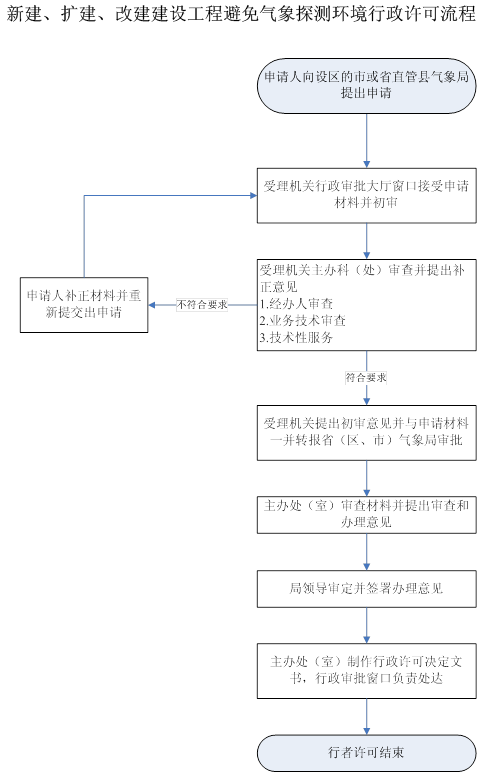 新建、扩建、改建建设工程避免气象探测环境行政许可流程
申请人向设区的市或省直管县气象局
提出申请
受理机关行政审批大厅窗口接受申请
材料并初审
受理机关主办科（处）审查并提出补
正意见
1.经办人审查
2.业务技术审查
3.技术性服务
不符合要求
申请人补正材料并重
新提交出申请
符合要求
受理机关提出初审意见并与申请材料
一并转报省（区、市）气象局审批
主办处（室）审查材料并提出审查和
办理意见
局领导审定并签署办理意见
主办处（室）制作行政许可决定文
书，行政审批窗口负责处达
行者许可结束